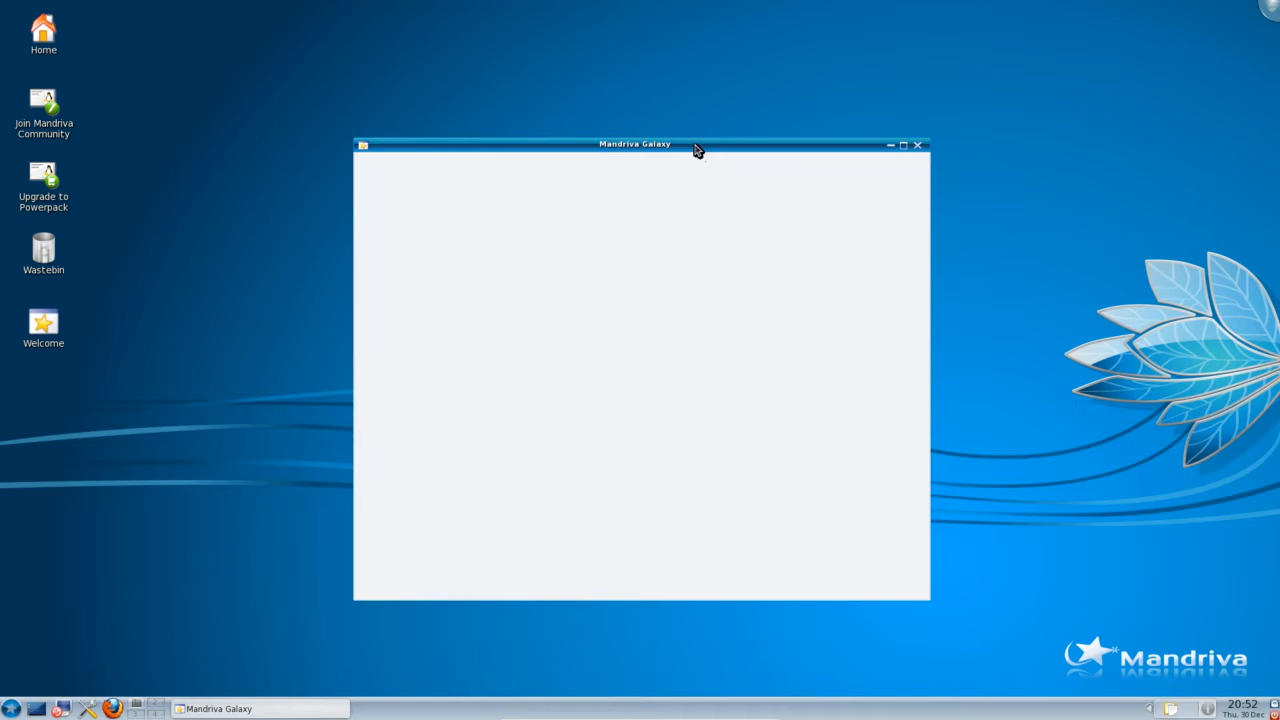 Home
Join Mandriva
Community
Upgrade to
Powerpack
Wastebin
Welcome
Mandriva Galaxy
Mandriva
Mandriva Galaxy
20:52
Thu, 30 Dec